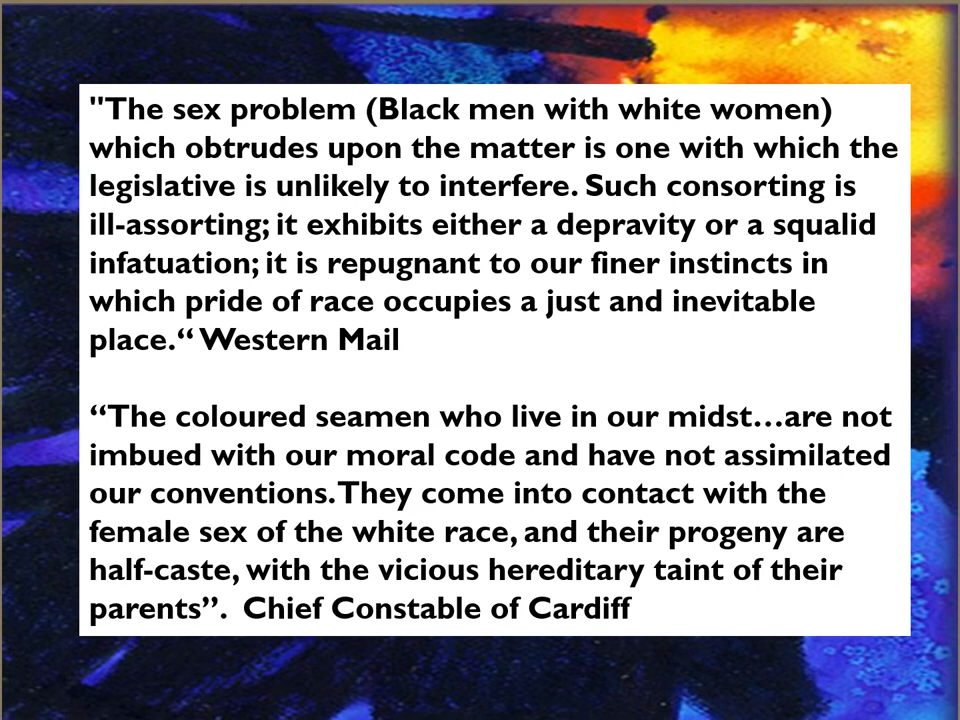 "The sex problem (Black men with white women)
which obtrudes upon the matter is one with which the
legislative is unlikely to interfere. Such consorting is
ill-assorting; it exhibits either a depravity or a squalid
infatuation; it is repugnant to our finer instincts in
which pride of race occupies a just and inevitable
place.“ Western Mail
“The coloured seamen who live in our midst…are not
imbued with our moral code and have not assimilated
our conventions. They come into contact with the
female sex of the white race, and their progeny are
half-caste, with the vicious hereditary taint of their
parents”. Chief Constable of Cardiff